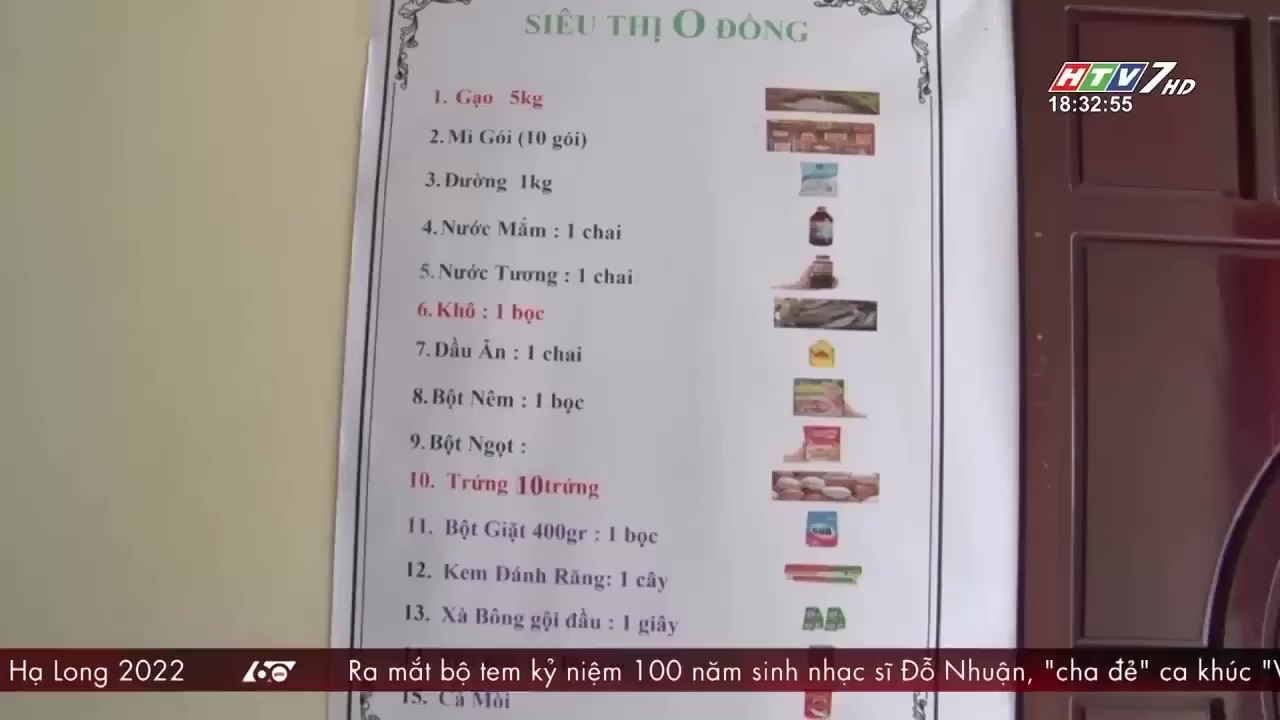 SIÊU THỊ O ĐỒNG
HTV7 HD
18:32:55
1. Gạo 5kg
2. Mì Gói (10 gói)
3. Đường 1kg
4. Nước Mắm : 1 chai
5. Nước Tương : 1 chai
6. Khô : 1 bọc
7. Dầu Ăn : 1 chai
8. Bột Nêm : 1 bọc
9. Bột Ngọt :
10. Trứng 10trứng
11. Bột Giặt 400gr : 1 bọc
12. Kem Đánh Răng: 1 cây
13. Xà Bông gội đầu : 1 giây
Hạ Long 2022 60 Ra mắt bộ tem kỷ niệm 100 năm sinh nhạc sĩ Đỗ Nhuận, "cha đẻ" ca khúc "V
15. Cá Mòi